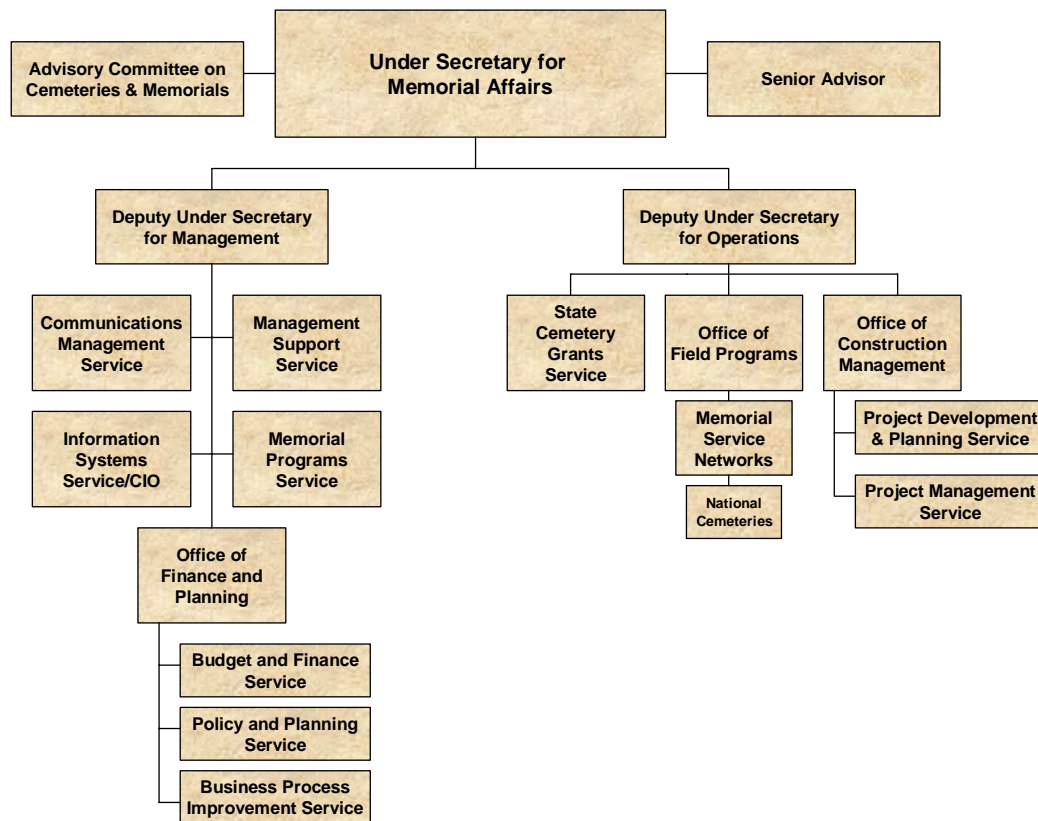 Advisory Committee on
Cemeteries & Memorials
Under Secretary for
Memorial Affairs
Senior Advisor
Deputy Under Secretary
for Management
Deputy Under Secretary
for Operations
Communications
Management
Service
Management
Support
Service
Information
Systems
Service/CIO
Memorial
Programs
Service
Office of
Finance and
Planning
Budget and Finance
Service
Policy and Planning
Service
Business Process
Improvement Service
State
Cemetery
Grants
Service
Office of
Field Programs
Memorial
Service
Networks
National
Cemeteries
Office of
Construction
Management
Project Development
& Planning Service
Project Management
Service